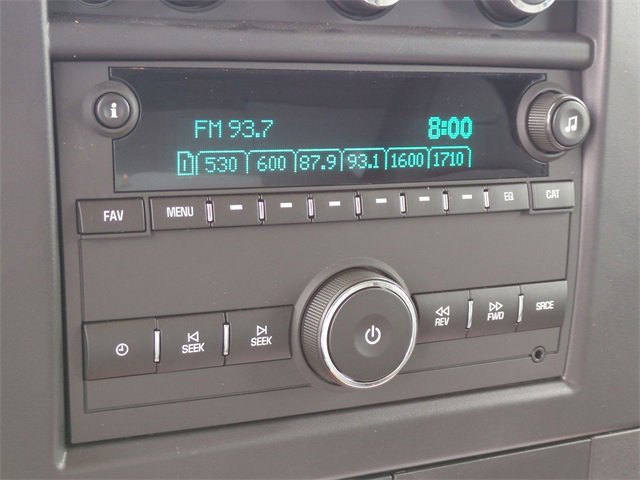 i
FM 93.7 8:00
1 530 600 87.9 93.1 1600 1710
FAV MENU EQ CAT
REV FWD SRCE
SEEK SEEK